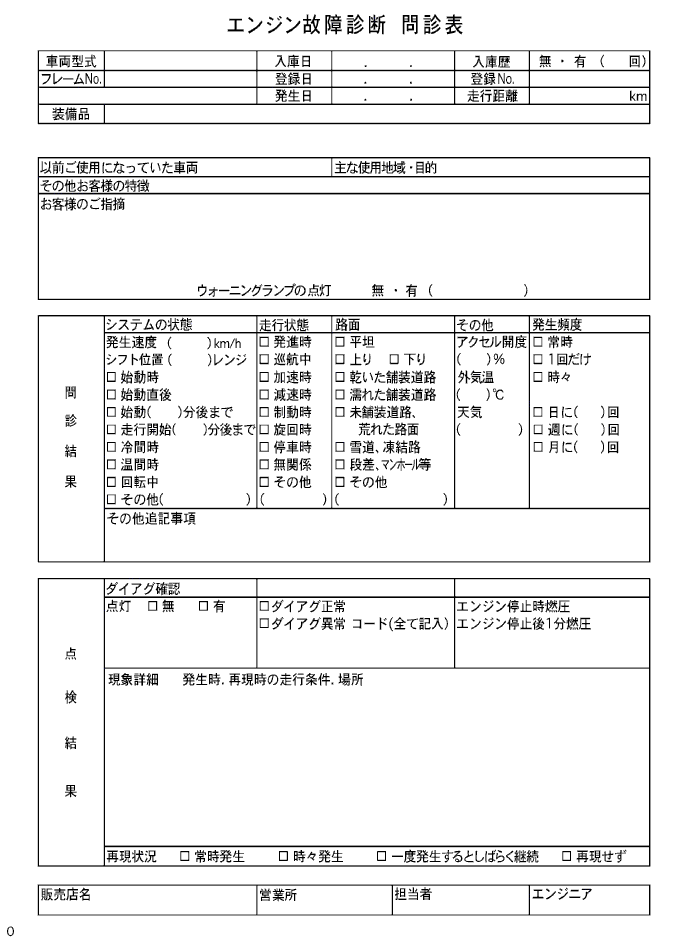 エンジン故障診断 問診表
車両型式 入庫日 . . 入庫歴 無 ・ 有 ( 回)
フレームNo. 登録日 . . 登録No.
発生日 . . 走行距離 km
装備品
以前ご使用になっていた車両 主な使用地域・目的
その他お客様の特徴
お客様のご指摘
ウォーニングランプの点灯 無 ・ 有 ( )
問診結果
システムの状態 走行状態 路面 その他 発生頻度
発生速度 ( )km/h □ 発進時 □ 平坦 アクセル開度 □ 常時
シフト位置 ( )レンジ □ 巡航中 □ 上り □ 下り ( )% □ 1回だけ
□ 始動時 □ 加速時 □ 乾いた舗装道路 外気温 □ 時々
□ 始動直後 □ 減速時 □ 濡れた舗装道路 ( )℃
□ 始動( )分後まで □ 制動時 □ 未舗装道路、 天気 □ 日に( )回
□ 走行開始( )分後まで □ 旋回時 荒れた路面 ( ) □ 週に( )回
□ 冷間時 □ 停車時 □ 雪道、凍結路 □ 月に( )回
□ 温間時 □ 無関係 □ 段差、マンホール等
□ 回転中 □ その他 □ その他
□ その他( ) ( ) ( )
その他追記事項
点検結果
ダイアグ確認
点灯 □ 無 □ 有 □ダイアグ正常 エンジン停止時燃圧
□ダイアグ異常 コード(全て記入) エンジン停止後1分燃圧
現象詳細 発生時. 再現時の走行条件. 場所
再現状況 □ 常時発生 □ 時々発生 □ 一度発生するとしばらく継続 □ 再現せず
販売店名 営業所 担当者 エンジニア
0